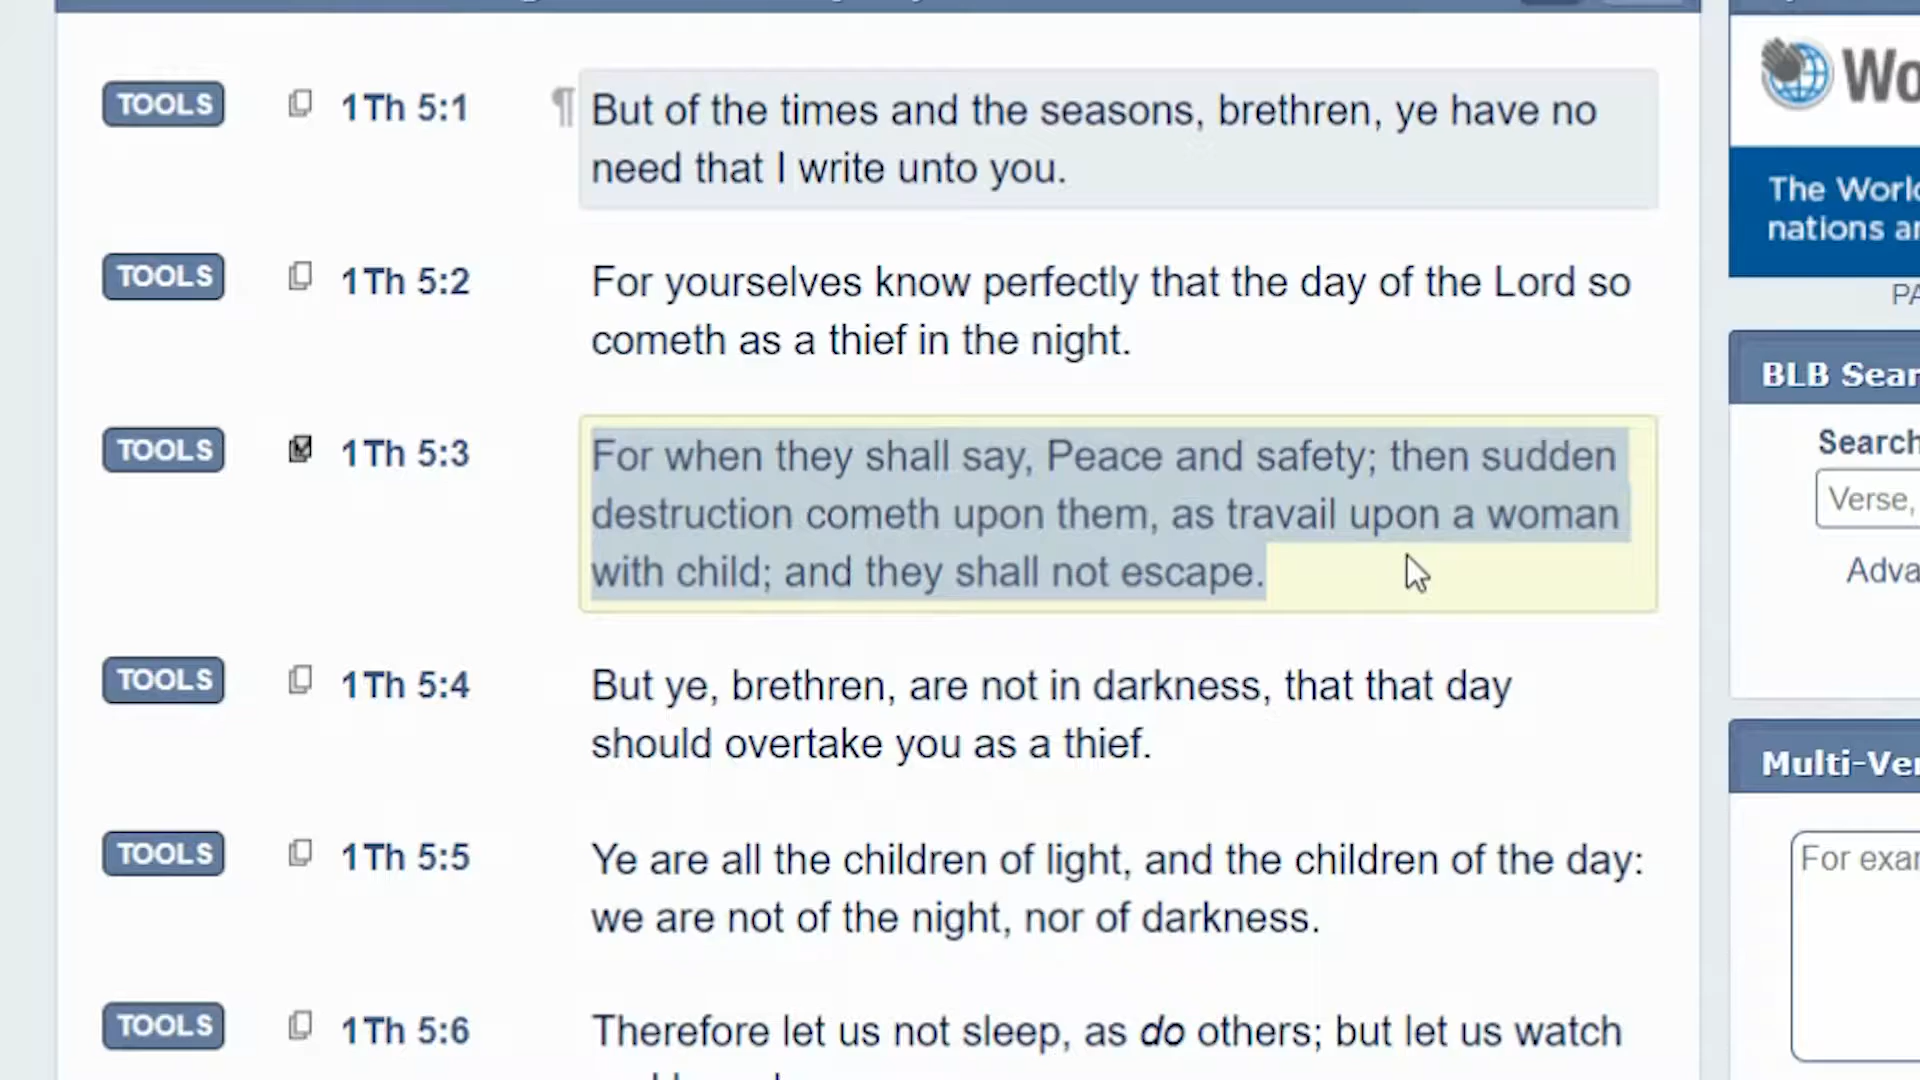 TOOLS 1Th 5:1 ¶ But of the times and the seasons, brethren, ye have no
need that I write unto you.
TOOLS 1Th 5:2 For yourselves know perfectly that the day of the Lord so
cometh as a thief in the night.
TOOLS 1Th 5:3 For when they shall say, Peace and safety; then sudden
destruction cometh upon them, as travail upon a woman
with child; and they shall not escape.
TOOLS 1Th 5:4 But ye, brethren, are not in darkness, that that day
should overtake you as a thief.
TOOLS 1Th 5:5 Ye are all the children of light, and the children of the day:
we are not of the night, nor of darkness.
TOOLS 1Th 5:6 Therefore let us not sleep, as do others; but let us watch
Wo
The Worl
nations a
PA
BLB Sear
Search
Verse,
Adva
Multi-Ver
For exa